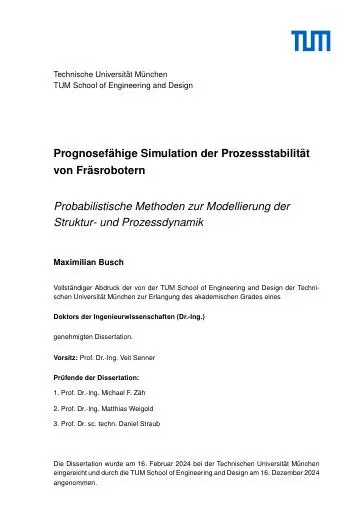 TUM
Technische Universität München
TUM School of Engineering and Design
Prognosefähige Simulation der Prozessstabilität
von Fräsrobotern
Probabilistische Methoden zur Modellierung der
Struktur- und Prozessdynamik
Maximilian Busch
Vollständiger Abdruck der von der TUM School of Engineering and Design der Techni-
schen Universität München zur Erlangung des akademischen Grades eines
Doktors der Ingenieurwissenschaften (Dr.-Ing.)
genehmigten Dissertation.
Vorsitz: Prof. Dr.-Ing. Veit Senner
Prüfende der Dissertation:
1. Prof. Dr.-Ing. Michael F. Zäh
2. Prof. Dr.-Ing. Matthias Weigold
3. Prof. Dr. sc. techn. Daniel Straub
Die Dissertation wurde am 16. Februar 2024 bei der Technischen Universität München
eingereicht und durch die TUM School of Engineering and Design am 16. Dezember 2024
angenommen.